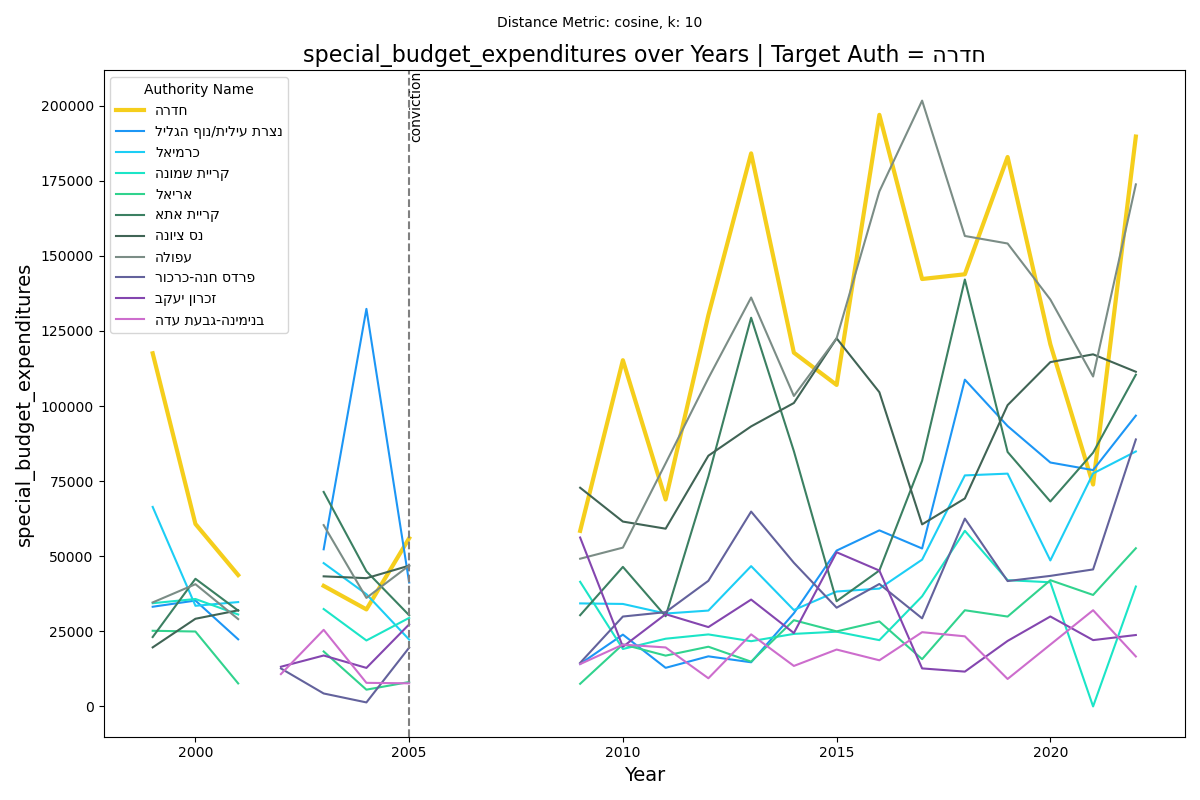 Distance Metric: cosine, k: 10
special_budget_expenditures over Years | Target Auth = חדרה
conviction
Authority Name
חדרה
נצרת עילית/נוף הגליל
כרמיאל
קריית שמונה
אריאל
קריית אתא
נס ציונה
עפולה
פרדס חנה-כרכור
זכרון יעקב
בנימינה-גבעת עדה
special_budget_expenditures
200000
175000
150000
125000
100000
75000
50000
25000
0
2000
2005
2010
2015
2020
Year